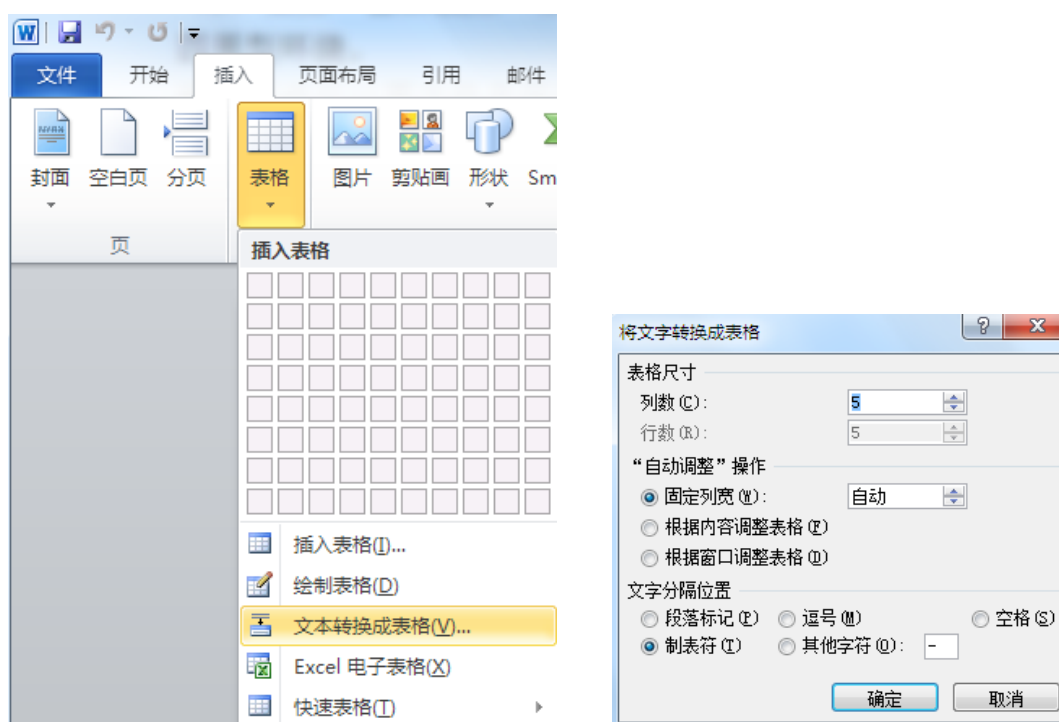 W
文件 开始 插入 页面布局 引用 邮件
封面 空白页 分页 表格 图片 剪贴画 形状 Sm
页
插入表格
插入表格(I)...
绘制表格(D)
文本转换成表格(V)...
Excel 电子表格(X)
快速表格(T)
将文字转换成表格
表格尺寸
列数(C): 5
行数(R): 5
“自动调整”操作
固定列宽(W): 自动
根据内容调整表格(F)
根据窗口调整表格(D)
文字分隔位置
段落标记(P) 逗号(M) 空格(S)
制表符(T) 其他字符(O): -
确定 取消